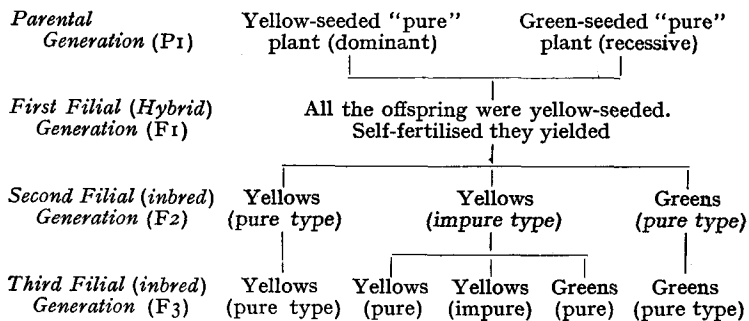 Parental Yellow-seeded “pure” Green-seeded “pure”
Generation (P1) plant (dominant) plant (recessive)
First Filial (Hybrid) All the offspring were yellow-seeded.
Generation (F1) Self-fertilised they yielded
Second Filial (inbred) Yellows Yellows Greens
Generation (F2) (pure type) (impure type) (pure type)
Third Filial (inbred) Yellows Yellows Yellows Greens Greens
Generation (F3) (pure type) (pure) (impure) (pure) (pure type)